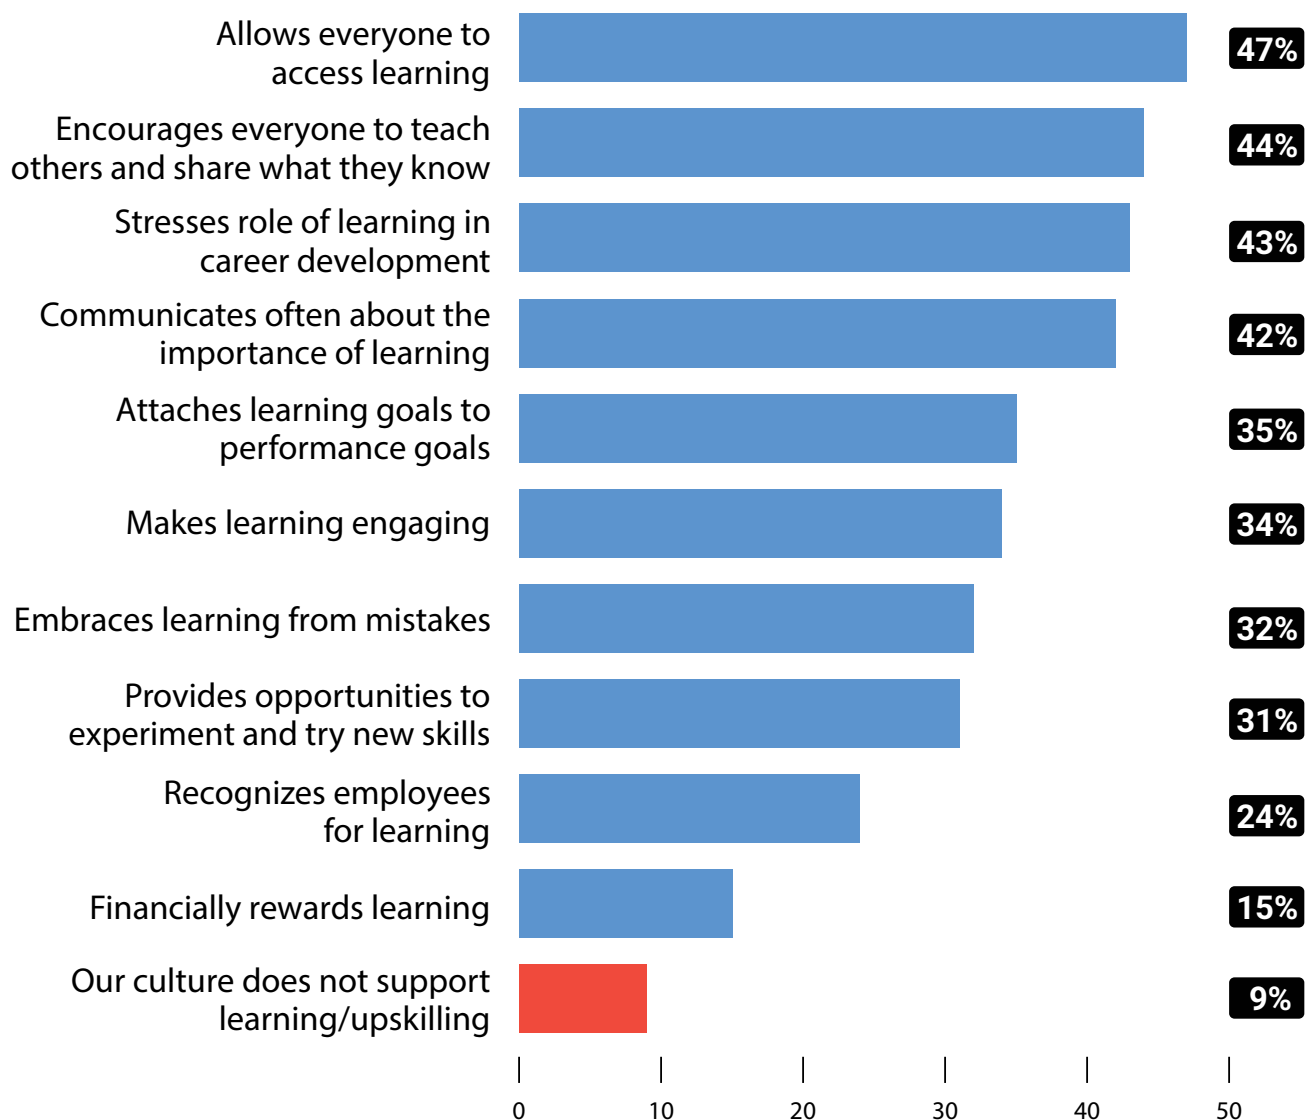 Allows everyone to
access learning
47%
Encourages everyone to teach
others and share what they know
44%
Stresses role of learning in
career development
43%
Communicates often about the
importance of learning
42%
Attaches learning goals to
performance goals
35%
Makes learning engaging
34%
Embraces learning from mistakes
32%
Provides opportunities to
experiment and try new skills
31%
Recognizes employees
for learning
24%
Financially rewards learning
15%
Our culture does not support
learning/upskilling
9%
0 10 20 30 40 50